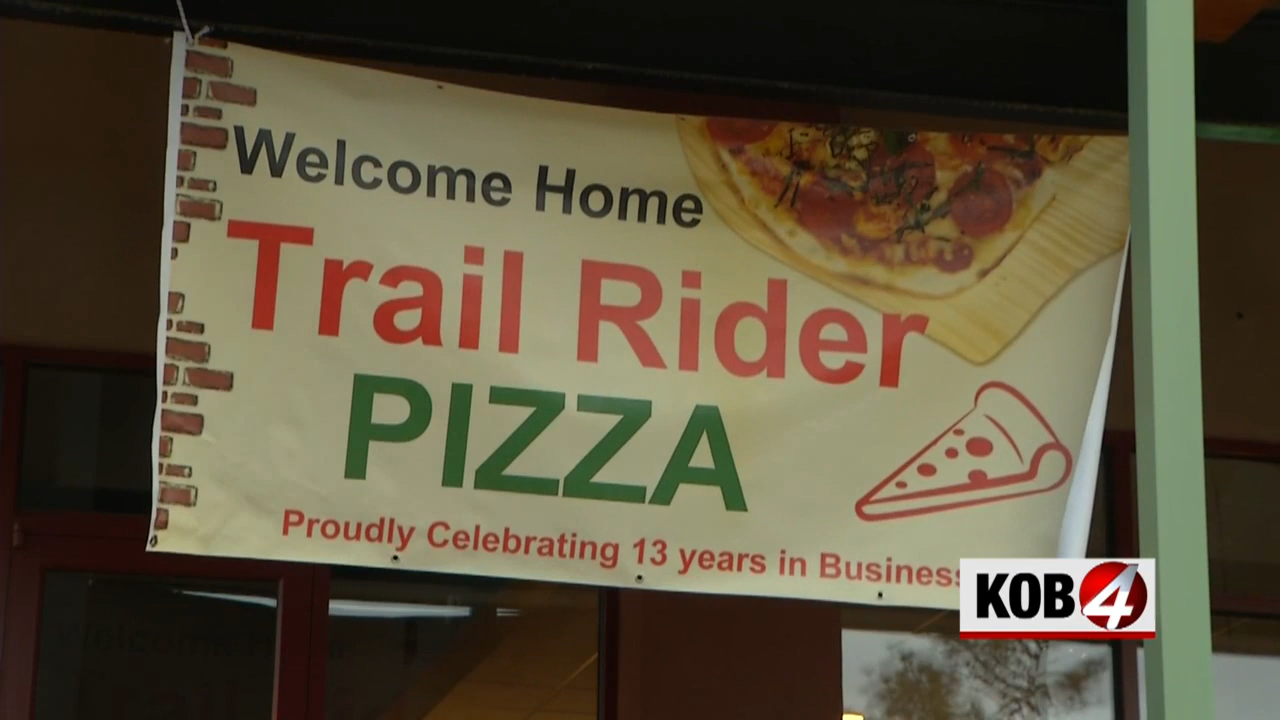 Welcome Home
Trail Rider
PIZZA
Proudly Celebrating 13 years in Business
KOB 4